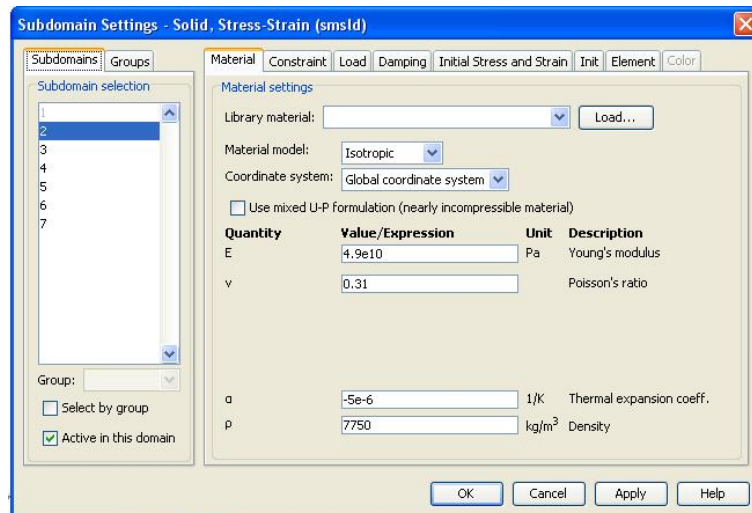 Subdomain Settings - Solid, Stress-Strain (smsld)
Subdomains Groups
Material Constraint Load Damping Initial Stress and Strain Init Element Color
Subdomain selection
1
2
3
4
5
6
7
Group:
Select by group
Active in this domain
Material settings
Library material: Load...
Material model: Isotropic
Coordinate system: Global coordinate system
Use mixed U-P formulation (nearly incompressible material)
Quantity Value/Expression Unit Description
E 4.9e10 Pa Young's modulus
ν 0.31 Poisson's ratio
α -5e-6 1/K Thermal expansion coeff.
ρ 7750 kg/m³ Density
OK Cancel Apply Help